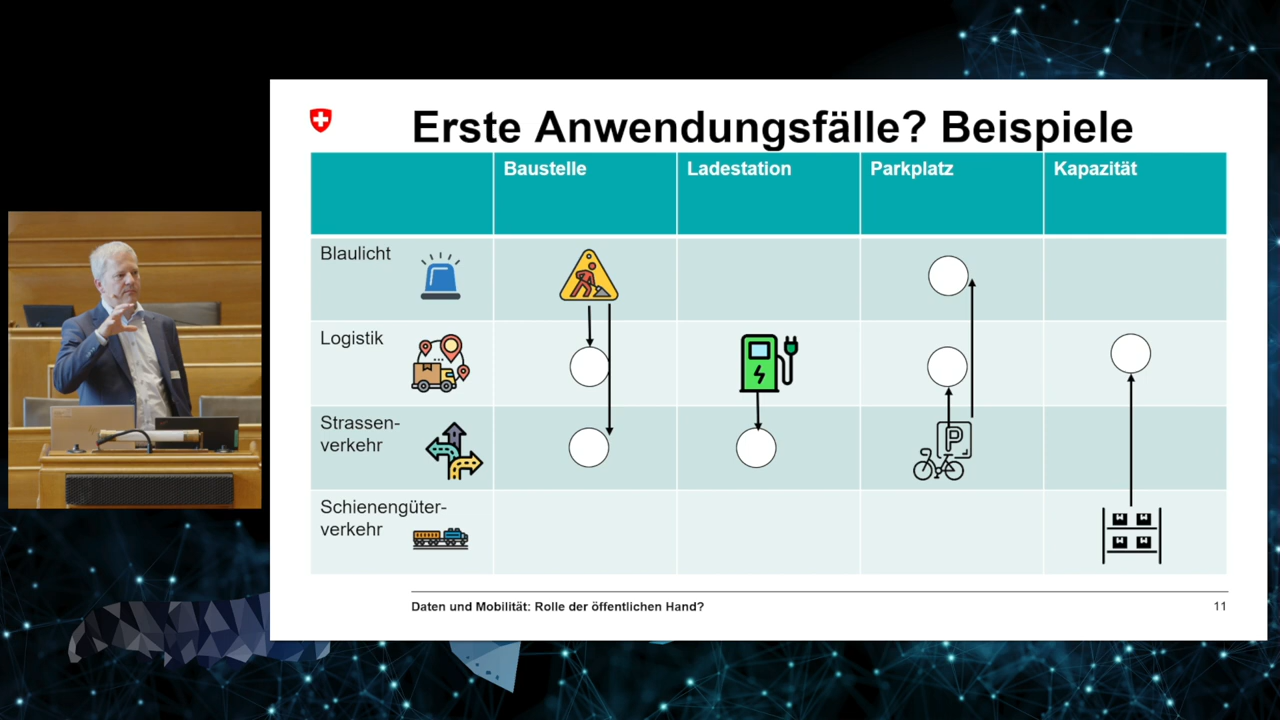 Erste Anwendungsfälle? Beispiele
Baustelle
Ladestation
Parkplatz
Kapazität
Blaulicht
Logistik
Strassen-
verkehr
P
Schienengüter-
verkehr
Daten und Mobilität: Rolle der öffentlichen Hand?
11